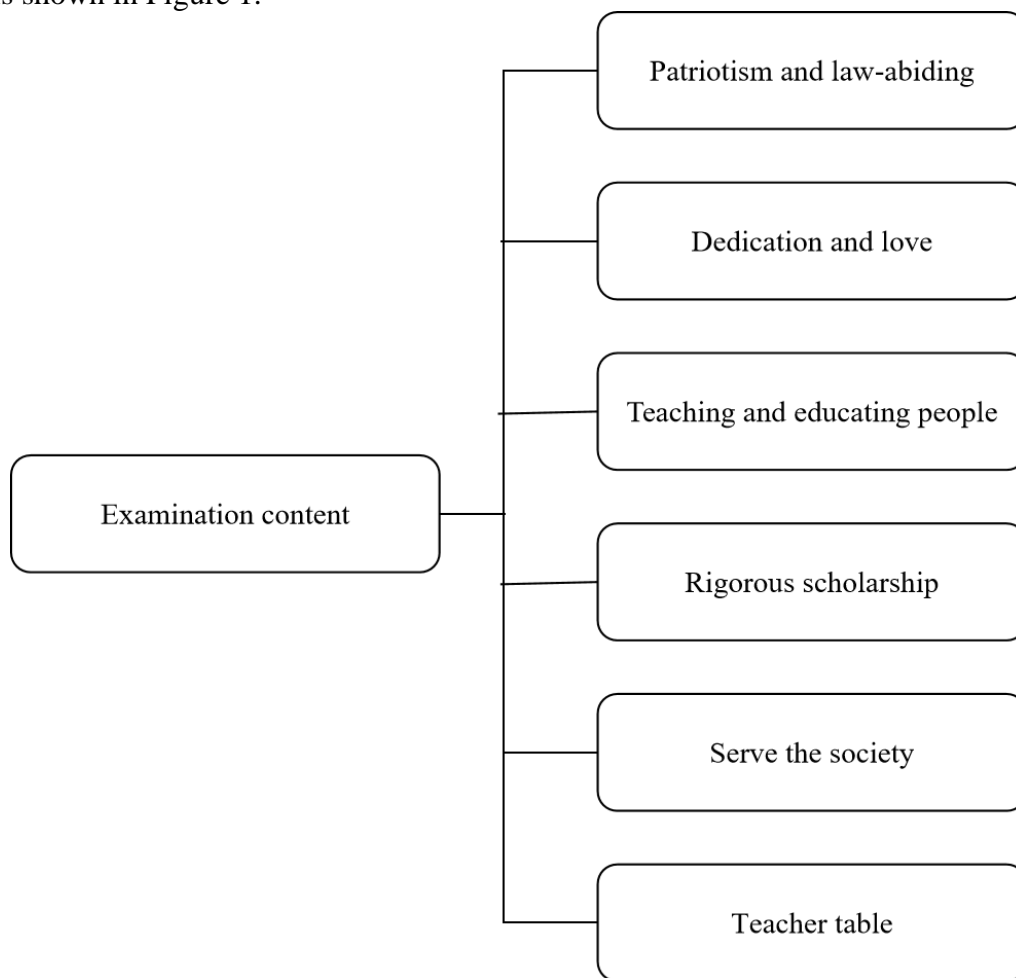 s shown in Figure 1.
Patriotism and law-abiding
Dedication and love
Teaching and educating people
Examination content
Rigorous scholarship
Serve the society
Teacher table